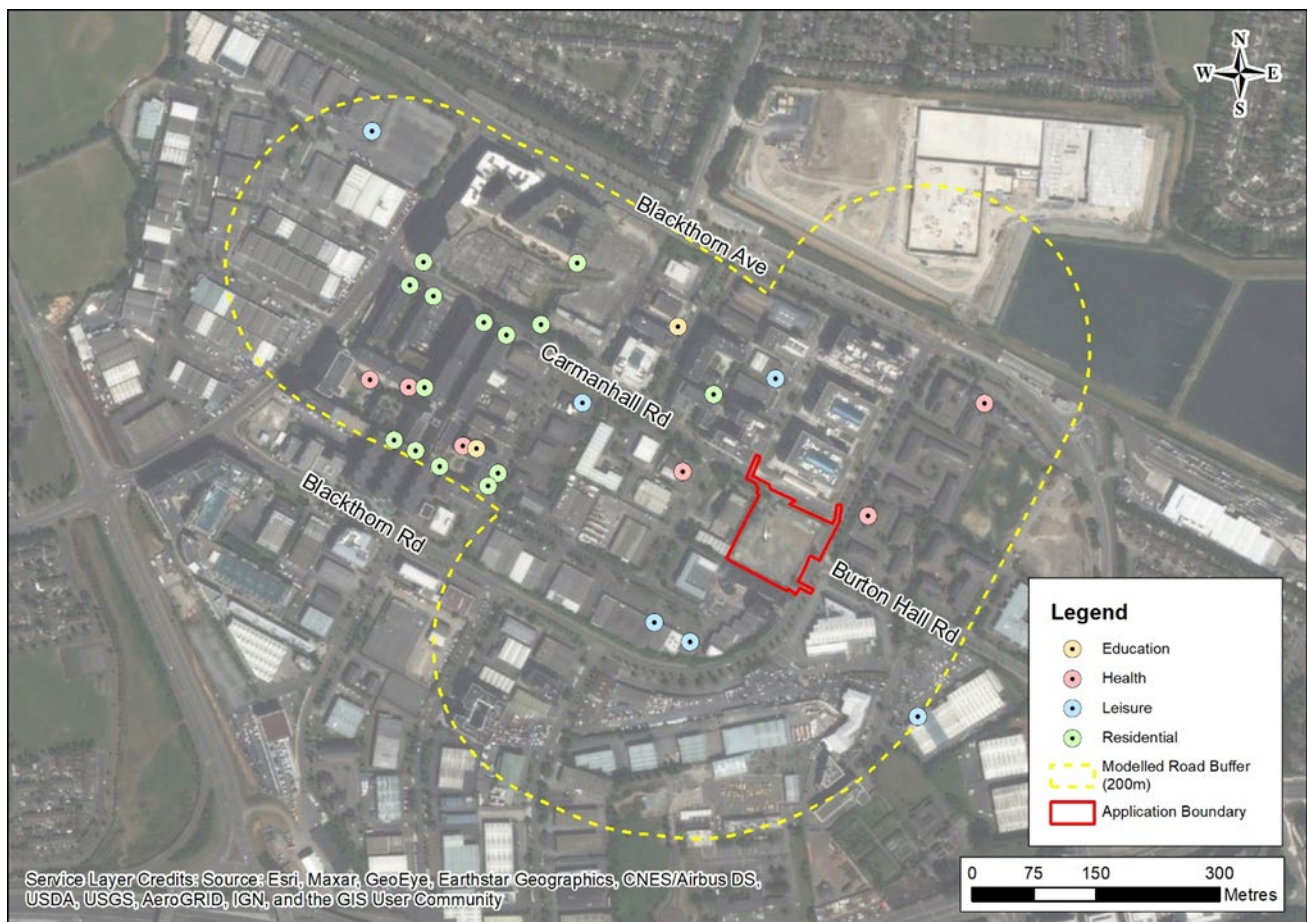 N
W E
S
Blackthorn Ave
Carmanhall Rd
Blackthorn Rd
Burton Hall Rd
Legend
Education
Health
Leisure
Residential
Modelled Road Buffer
(200m)
Application Boundary
Service Layer Credits: Source: Esri, Maxar, GeoEye, Earthstar Geographics, CNES/Airbus DS,
USDA, USGS, AeroGRID, IGN, and the GIS User Community
0 75 150 300
Metres